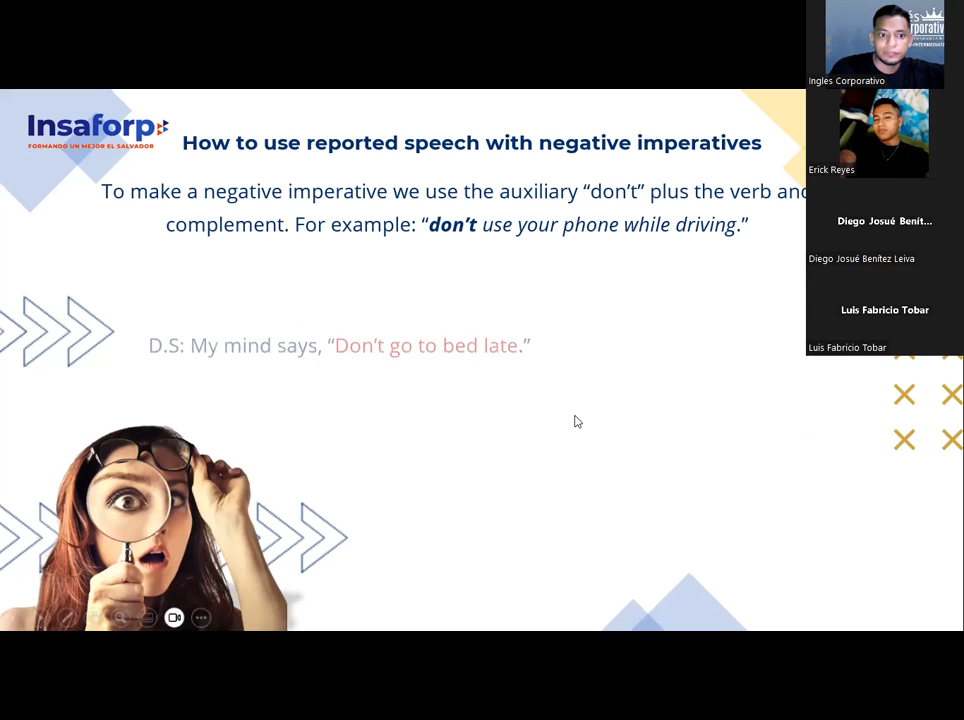 Insaforp
FORMANDO UN MEJOR EL SALVADOR
How to use reported speech with negative imperatives
To make a negative imperative we use the auxiliary “don’t” plus the verb and
complement. For example: “don’t use your phone while driving.”
D.S: My mind says, “Don’t go to bed late.”
Ingles Corporativo
Erick Reyes
Diego Josué Benít...
Diego Josué Benítez Leiva
Luis Fabricio Tobar
Luis Fabricio Tobar